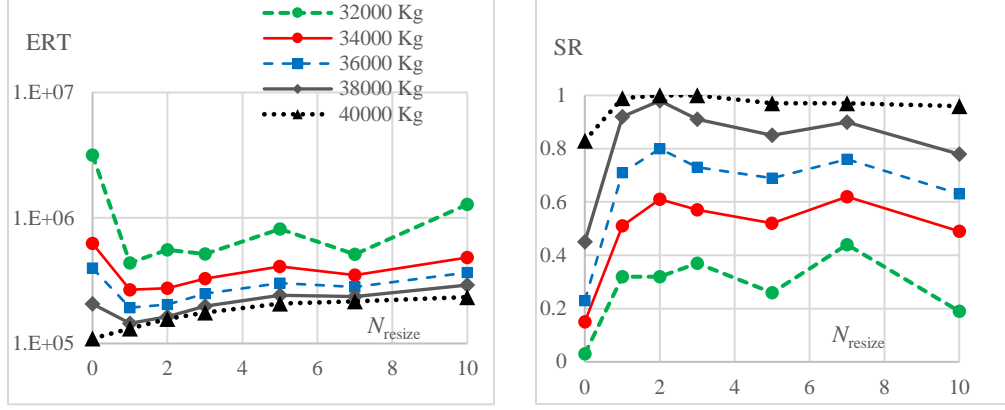 32000 Kg
34000 Kg
36000 Kg
38000 Kg
40000 Kg
ERT
1.E+07
1.E+06
1.E+05
N resize
0 2 4 6 8 10
SR
1
0.8
0.6
0.4
0.2
0
N resize
0 2 4 6 8 10